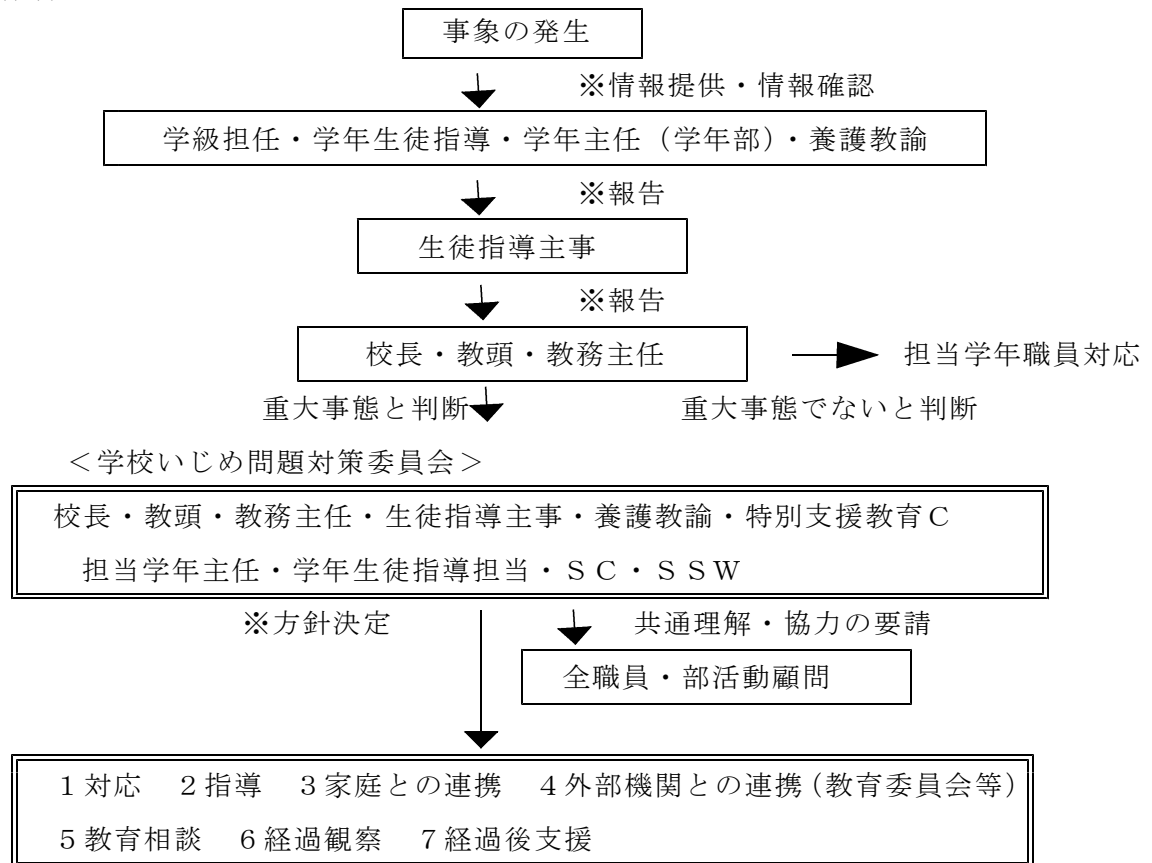 事象の発生
※情報提供・情報確認
学級担任・学年生徒指導・学年主任（学年部）・養護教諭
※報告
生徒指導主事
※報告
校長・教頭・教務主任
担当学年職員対応
重大事態と判断
重大事態でないと判断
＜学校いじめ問題対策委員会＞
校長・教頭・教務主任・生徒指導主事・養護教諭・特別支援教育Ｃ
担当学年主任・学年生徒指導担当・ＳＣ・ＳＳＷ
※方針決定
共通理解・協力の要請
全職員・部活動顧問
１対応　２指導　３家庭との連携　４外部機関との連携（教育委員会等）
５教育相談　６経過観察　７経過後支援